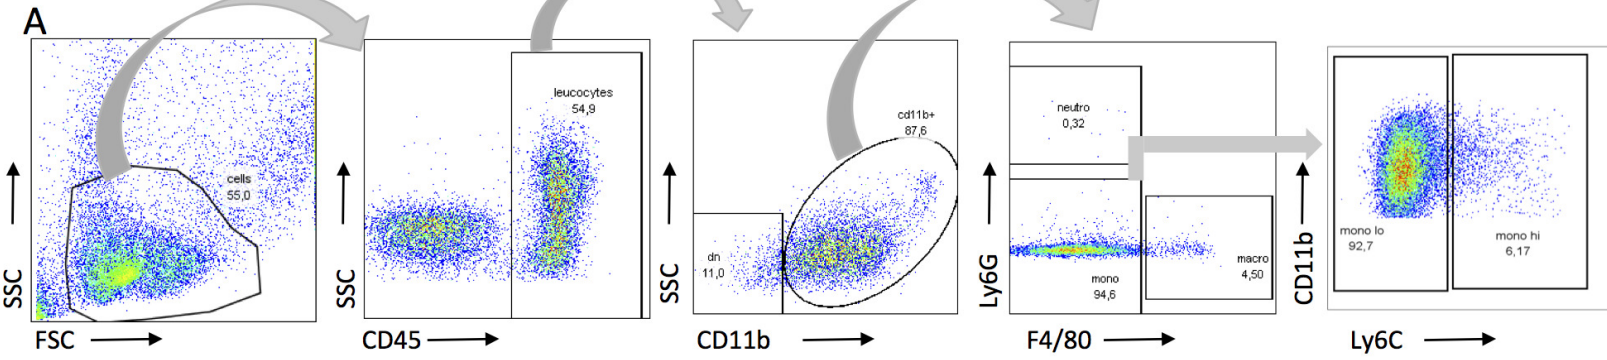 A
SSC
cells
55,0
FSC
SSC
leucocytes
54,9
CD45
SSC
cd11b+
87,6
dn
11,0
CD11b
Ly6G
neutro
0,32
mono
94,6
macro
4,50
F4/80
CD11b
mono lo
92,7
mono hi
6,17
Ly6C